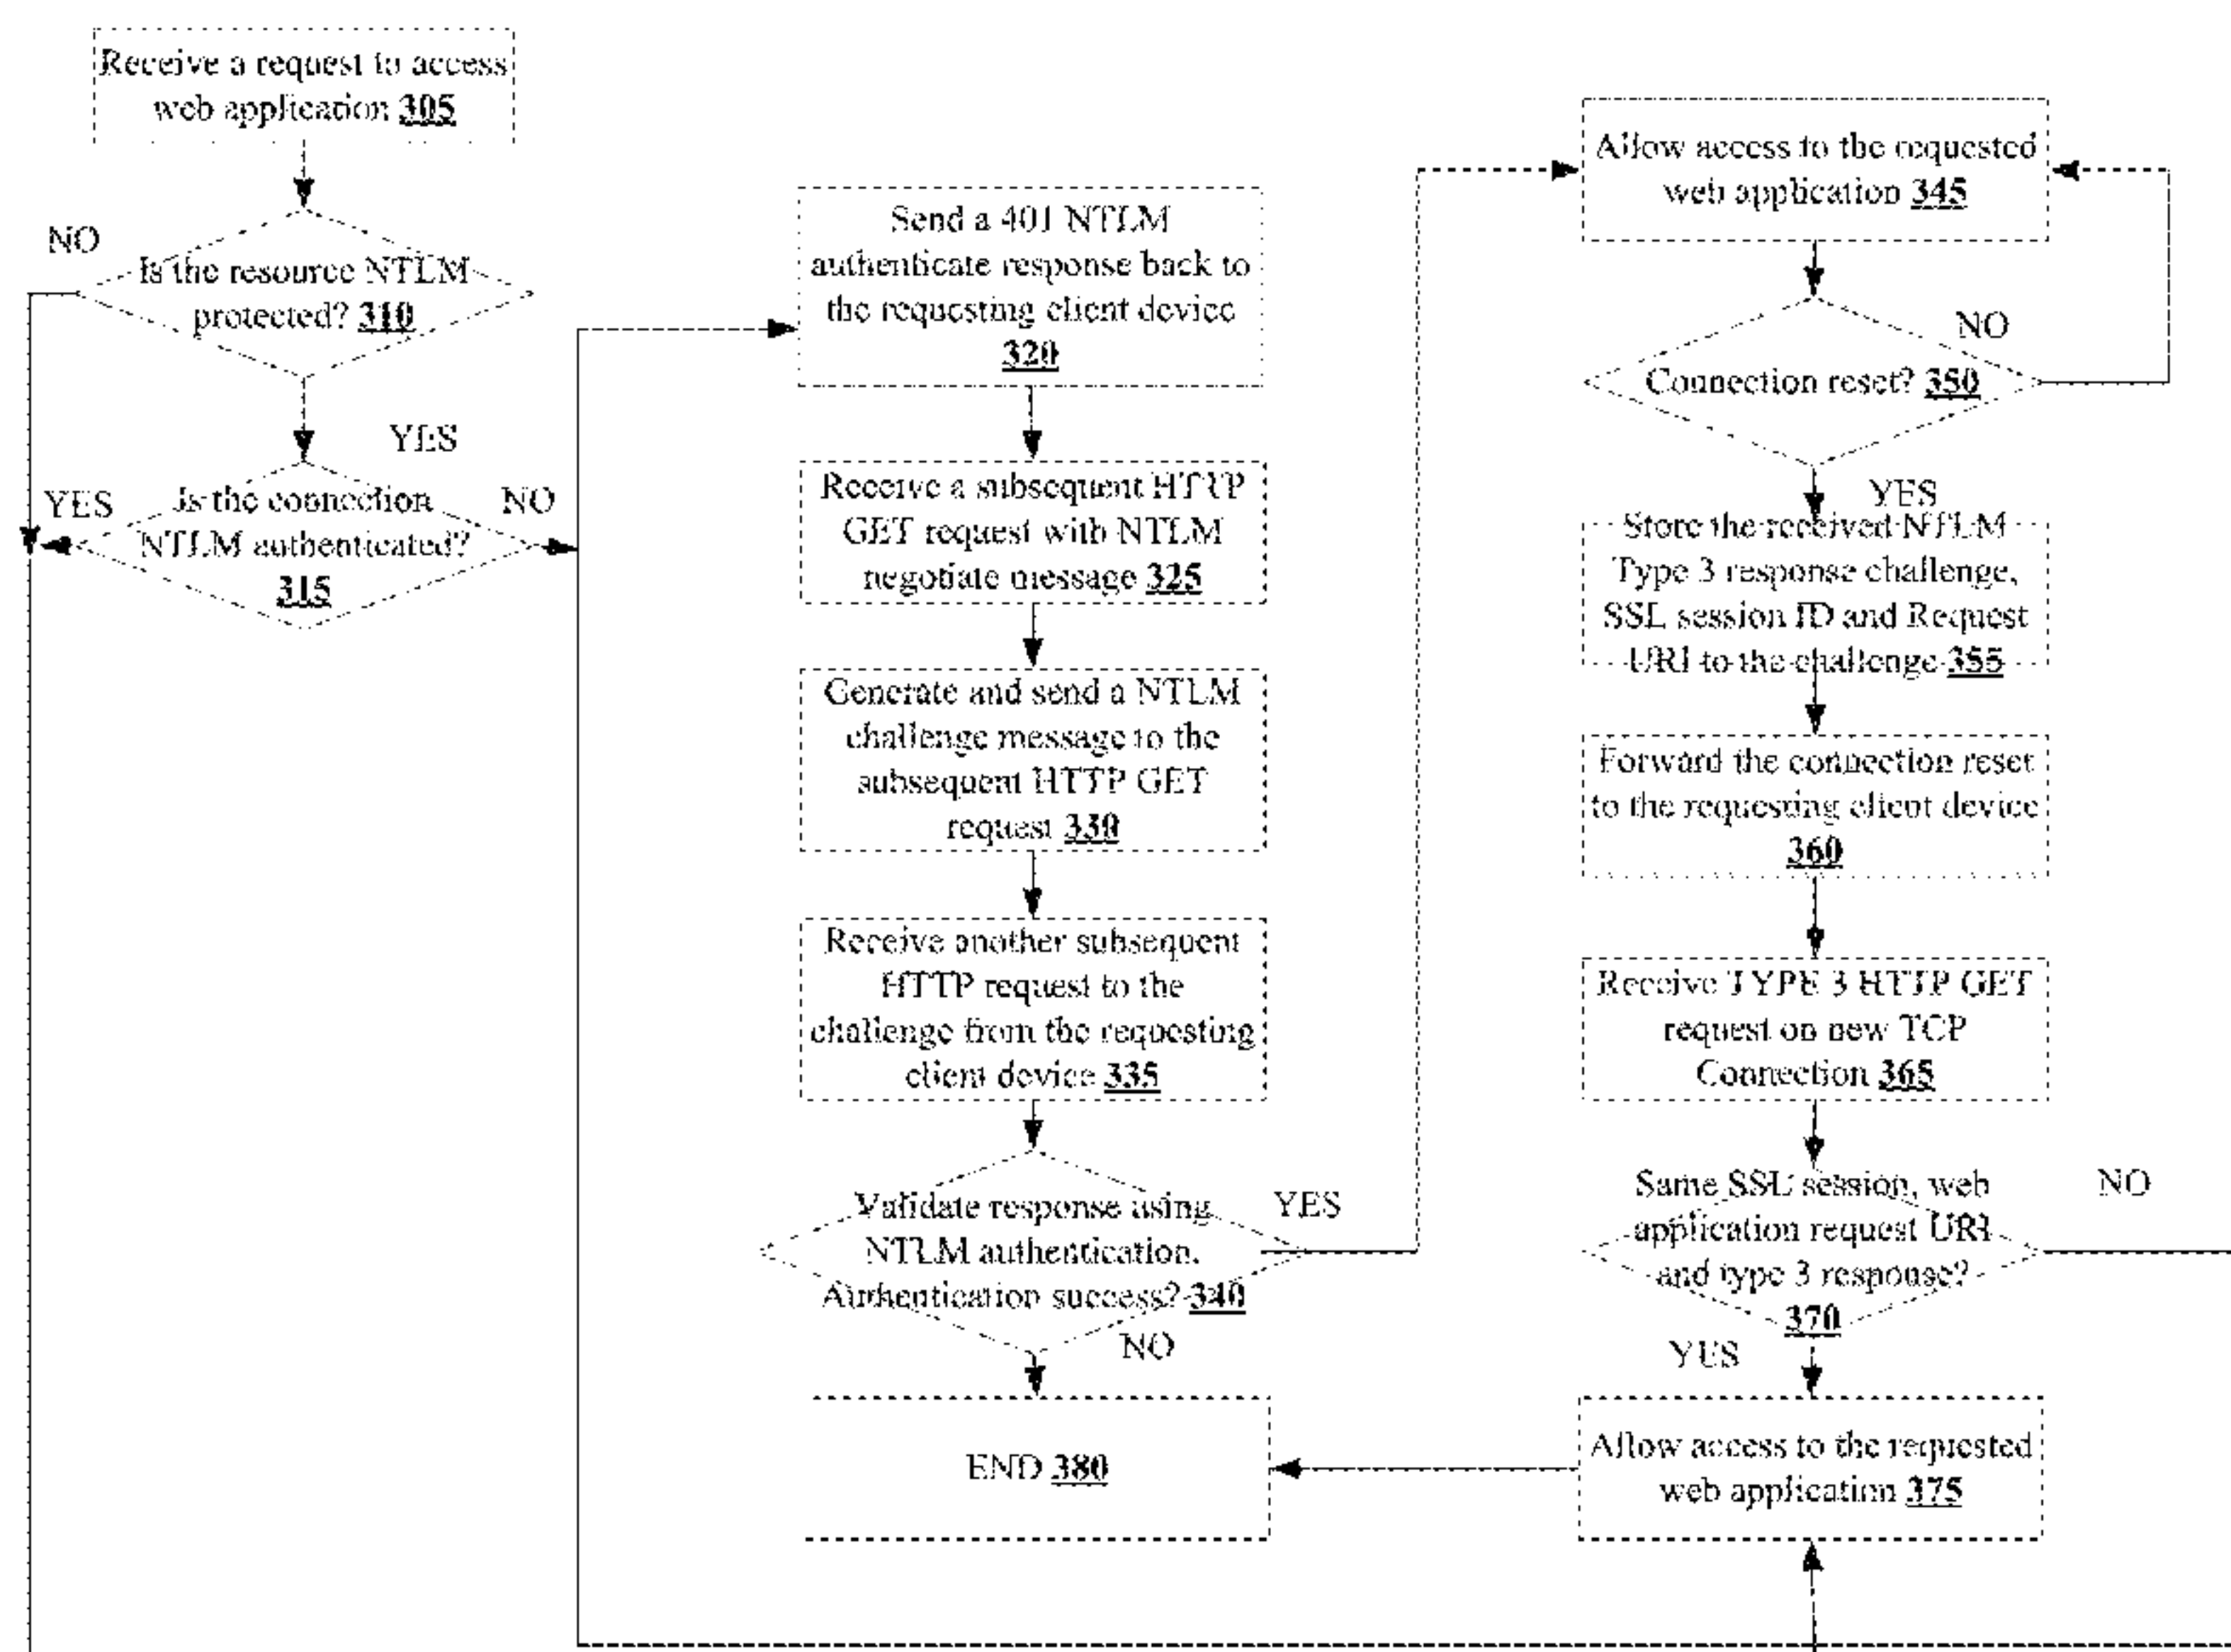 Receive a request to access
web application 305
NO
Is the resource NTLM
protected? 310
YES
YES
Is the connection
NTLM authenticated?
315
NO
Send a 401 NTLM
authenticate response back to
the requesting client device
320
Receive a subsequent HTTP
GET request with NTLM
negotiate message 325
Generate and send a NTLM
challenge message to the
subsequent HTTP GET
request 330
Receive another subsequent
HTTP request to the
challenge from the requesting
client device 335
Validate response using
NTLM authentication.
Authentication success? 340
YES
NO
END 380
Allow access to the requested
web application 345
NO
Connection reset? 350
YES
Store the received NTLM
Type 3 response challenge,
SSL session ID and Request
URI to the challenge 355
Forward the connection reset
to the requesting client device
360
Receive TYPE 3 HTTP GET
request on new TCP
Connection 365
Same SSL session, web
application request URI
and type 3 response?
370
NO
YES
Allow access to the requested
web application 375